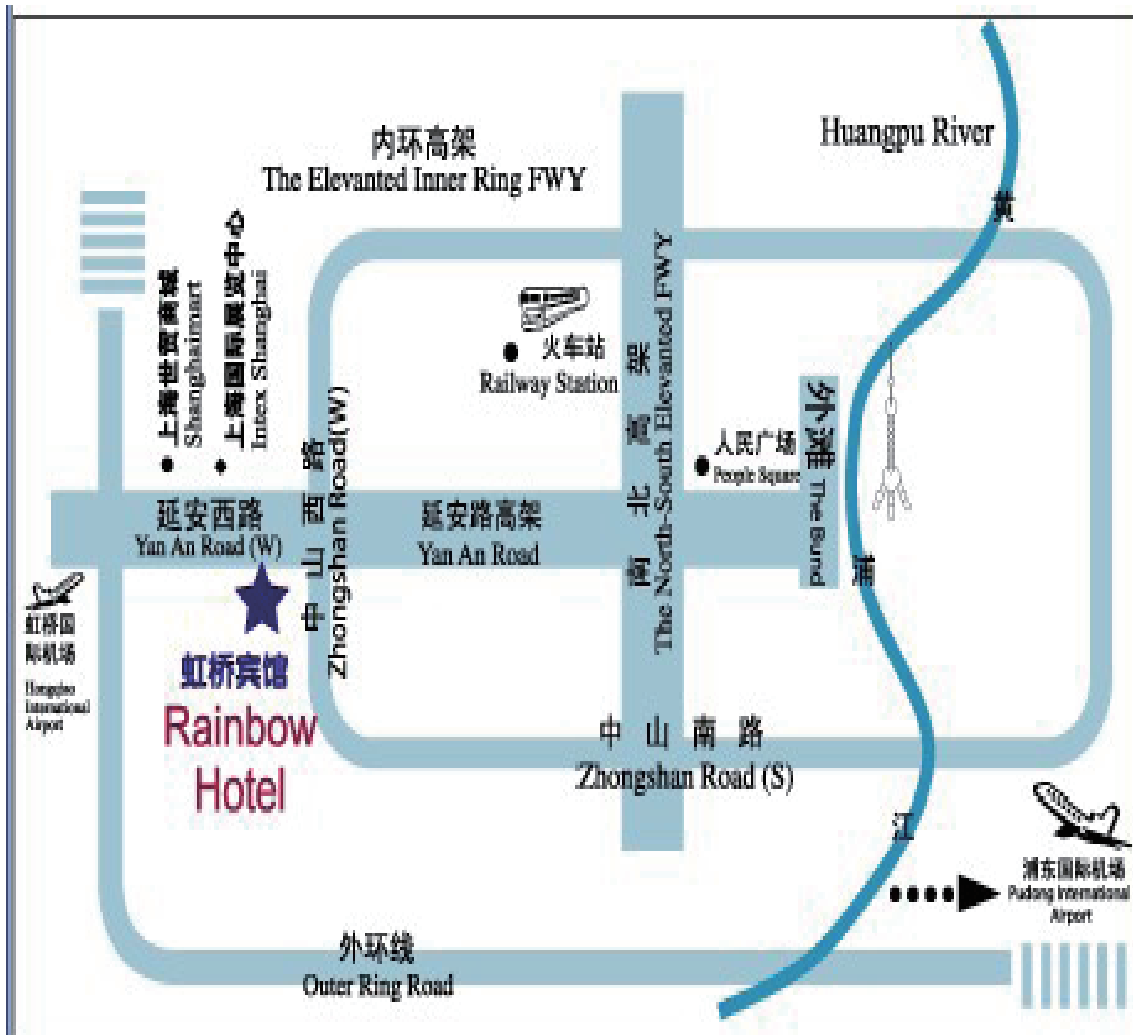 内环高架
The Elevanted Inner Ring FWY
Huangpu River
黄
浦
江
上海世贸商城
Shanghaimart
上海国际展览中心
Intex Shanghai
火车站
Railway Station
南北高架
The North-South Elevanted FWY
人民广场
People Square
外滩 The Burnd
延安西路
Yan An Road (W)
中山西路
Zhongshan Road(W)
延安路高架
Yan An Road
虹桥国
际机场
International
Airport
虹桥宾馆
Rainbow
Hotel
中山南路
Zhongshan Road (S)
浦东国际机场
Pudong International
Airport
外环线
Outer Ring Road